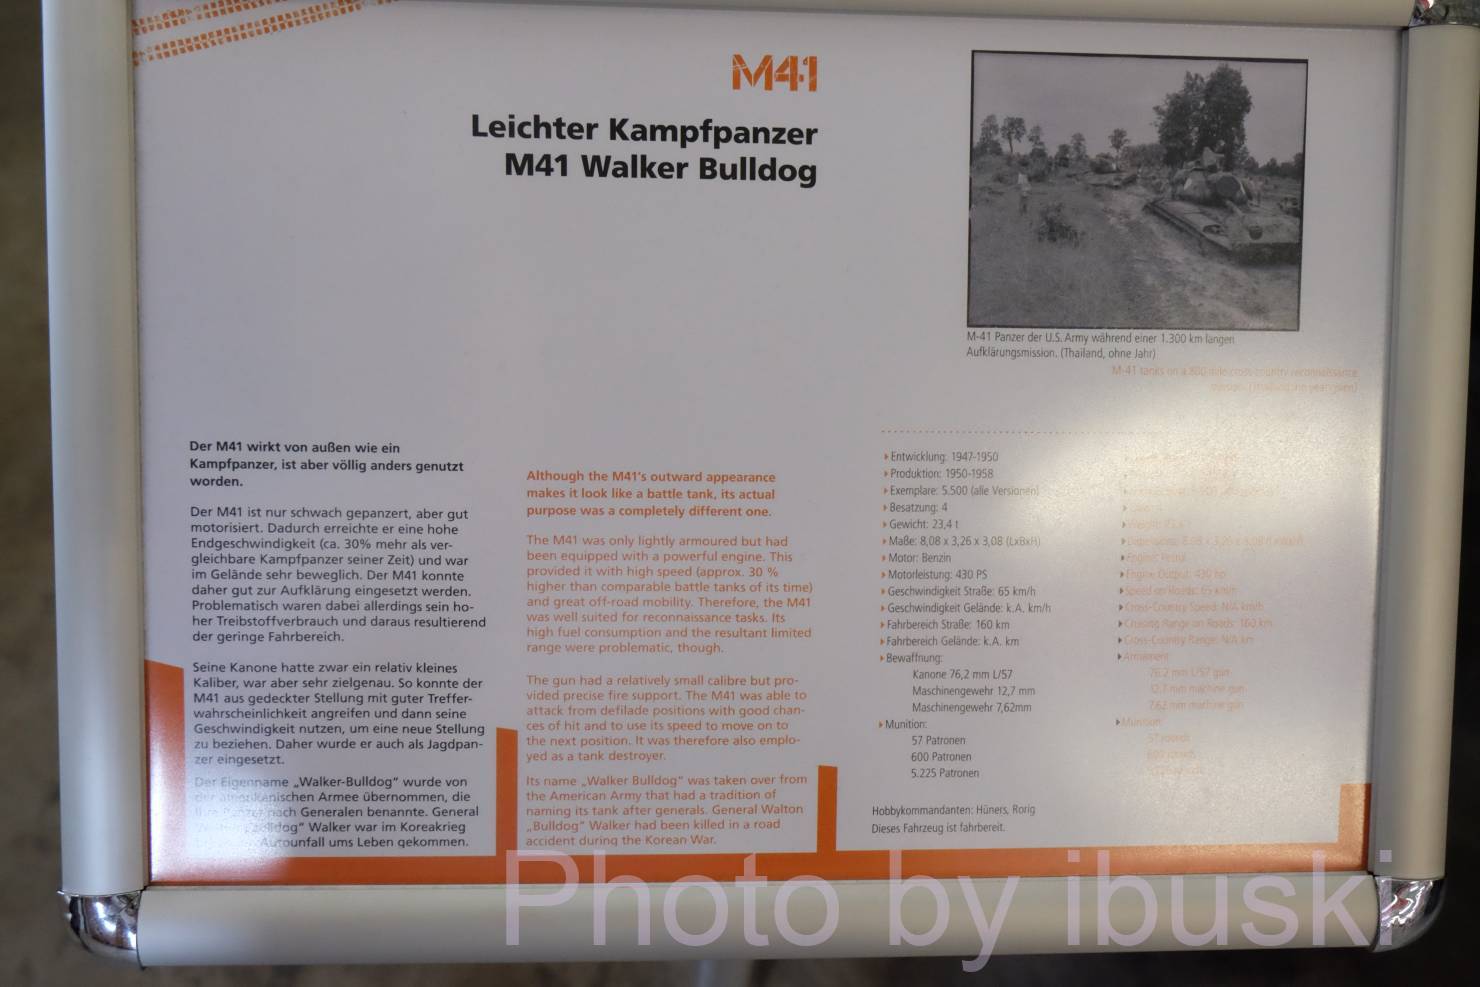 M41
Leichter Kampfpanzer
M41 Walker Bulldog
M-41 Panzer der U.S. Army während einer 1.300 km langen
Aufklärungsmission. (Thailand, ohne Jahr)
M-41 tanks on a 800 mile cross-country reconnaissance
Der M41 wirkt von außen wie ein
Kampfpanzer, ist aber völlig anders genutzt
worden.
Der M41 ist nur schwach gepanzert, aber gut
motorisiert. Dadurch erreichte er eine hohe
Endgeschwindigkeit (ca. 30% mehr als ver-
gleichbare Kampfpanzer seiner Zeit) und war
im Gelände sehr beweglich. Der M41 konnte
daher gut zur Aufklärung eingesetzt werden.
Problematisch waren dabei allerdings sein ho-
her Treibstoffverbrauch und daraus resultierend
der geringe Fahrbereich.
Seine Kanone hatte zwar ein relativ kleines
Kaliber, war aber sehr zielgenau. So konnte der
M41 aus gedeckter Stellung mit guter Treffer-
wahrscheinlichkeit angreifen und dann seine
Geschwindigkeit nutzen, um eine neue Stellung
zu beziehen. Daher wurde er auch als Jagdpan-
zer eingesetzt.
Der Eigenname „Walker-Bulldog“ wurde von
der amerikanischen Armee übernommen, die
ihre Panzer nach Generalen benannte. General
Walker war im Koreakrieg
Autounfall ums Leben gekommen.
Although the M41's outward appearance
makes it look like a battle tank, its actual
purpose was a completely different one.
The M41 was only lightly armoured but had
been equipped with a powerful engine. This
provided it with high speed (approx. 30 %
higher than comparable battle tanks of its time)
and great off-road mobility. Therefore, the M41
was well suited for reconnaissance tasks. Its
high fuel consumption and the resultant limited
range were problematic, though.
The gun had a relatively small calibre but pro-
vided precise fire support. The M41 was able to
attack from defilade positions with good chan-
ces of hit and to use its speed to move on to
the next position. It was therefore also emplo-
yed as a tank destroyer.
Its name „Walker Bulldog“ was taken over from
the American Army that had a tradition of
naming its tank after generals. General Walton
„Bulldog“ Walker had been killed in a road
accident during the Korean War.
Entwicklung: 1947-1950
Produktion: 1950-1958
Exemplare: 5.500 (alle Versionen)
Besatzung: 4
Gewicht: 23,4 t
Maße: 8,08 x 3,26 x 3,08 (LxBxH)
Motor: Benzin
Motorleistung: 430 PS
Geschwindigkeit Straße: 65 km/h
Geschwindigkeit Gelände: k.A. km/h
Fahrbereich Straße: 160 km
Fahrbereich Gelände: k.A. km
Bewaffnung:
Kanone 76,2 mm L/57
Maschinengewehr 12,7 mm
Maschinengewehr 7,62mm
Munition:
57 Patronen
600 Patronen
5.225 Patronen
Engine: Petrol
Engine Output: 430 hp
Speed on Roads: 65 km/h
Cross-Country Speed: N/A km/h
Cruising Range on Roads: 160 km
Cross-Country Range: N/A km
Armament:
76,2 mm L/57 gun
12,7 mm machine gun
7,62 mm machine gun
Munition:
57 rounds
Hobbykommandanten: Hüners, Rorig
Dieses Fahrzeug ist fahrbereit.
Photo by ibuski